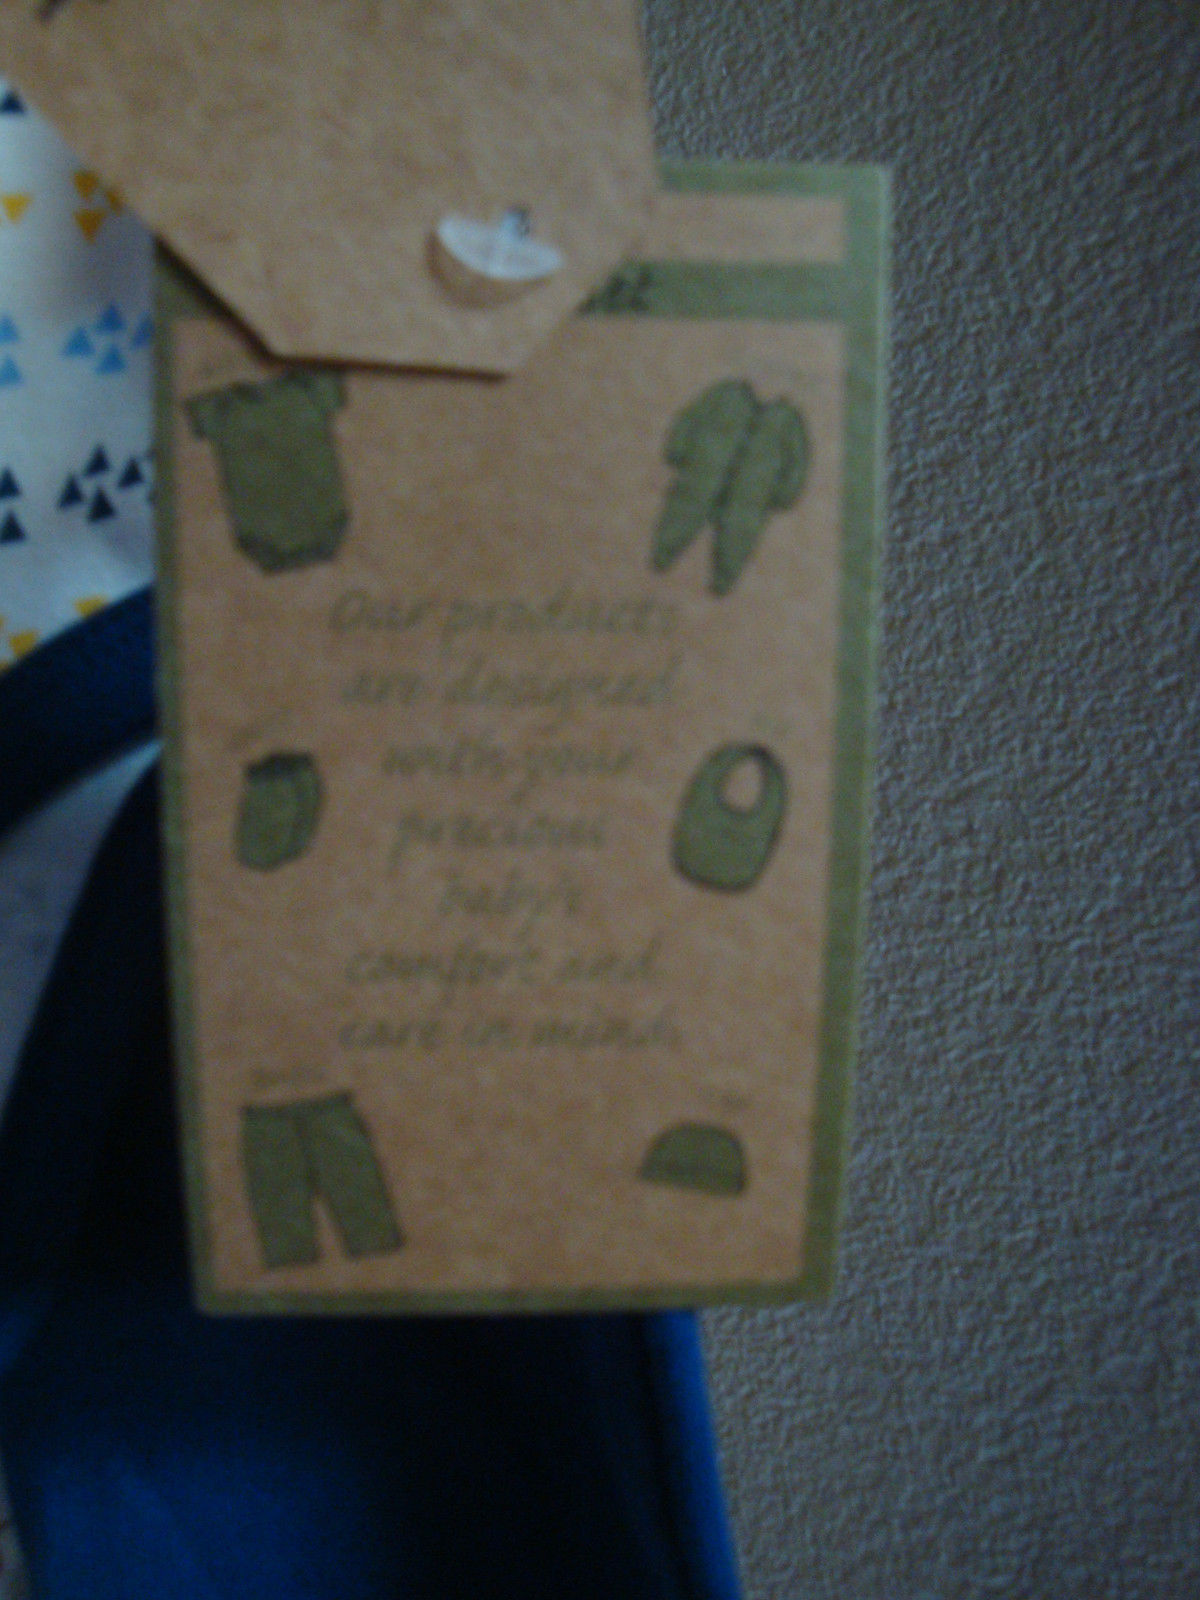 Our products
are designed
with your
precious
baby's
comfort and
care in mind.